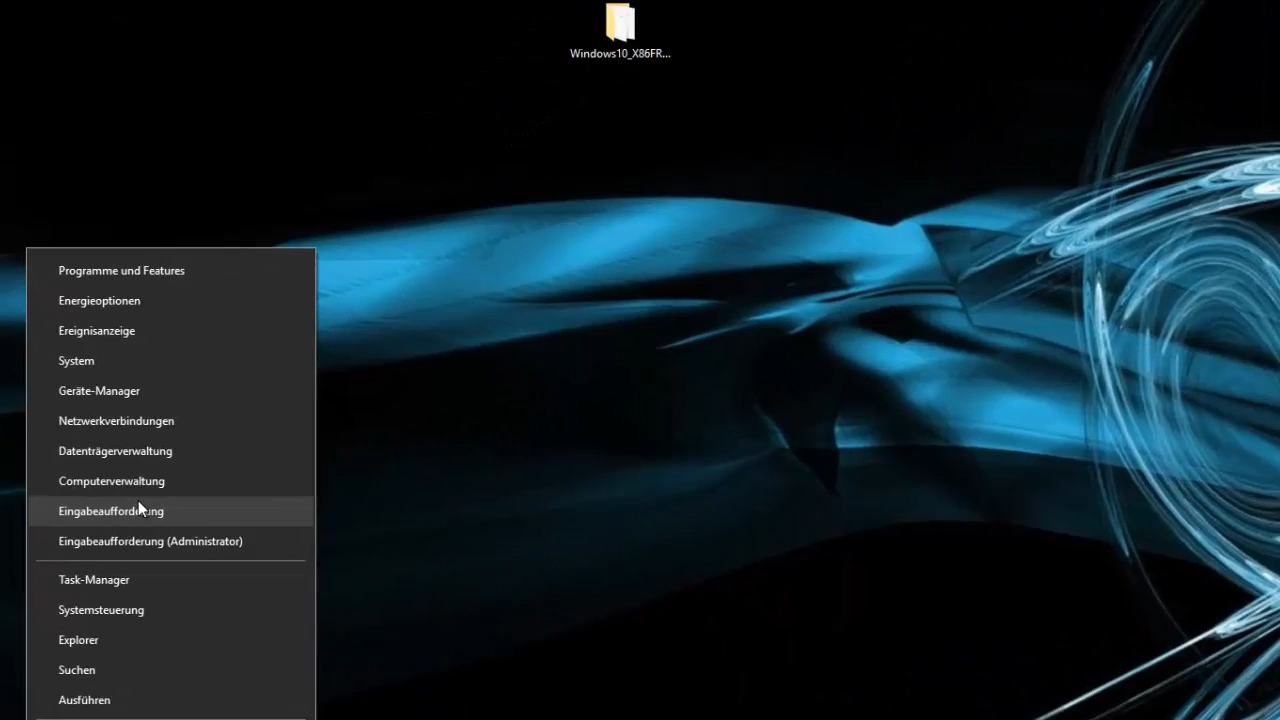 Windows10_X86FR...
Programme und Features
Energieoptionen
Ereignisanzeige
System
Geräte-Manager
Netzwerkverbindungen
Datenträgerverwaltung
Computerverwaltung
Eingabeaufforderung
Eingabeaufforderung (Administrator)
Task-Manager
Systemsteuerung
Explorer
Suchen
Ausführen